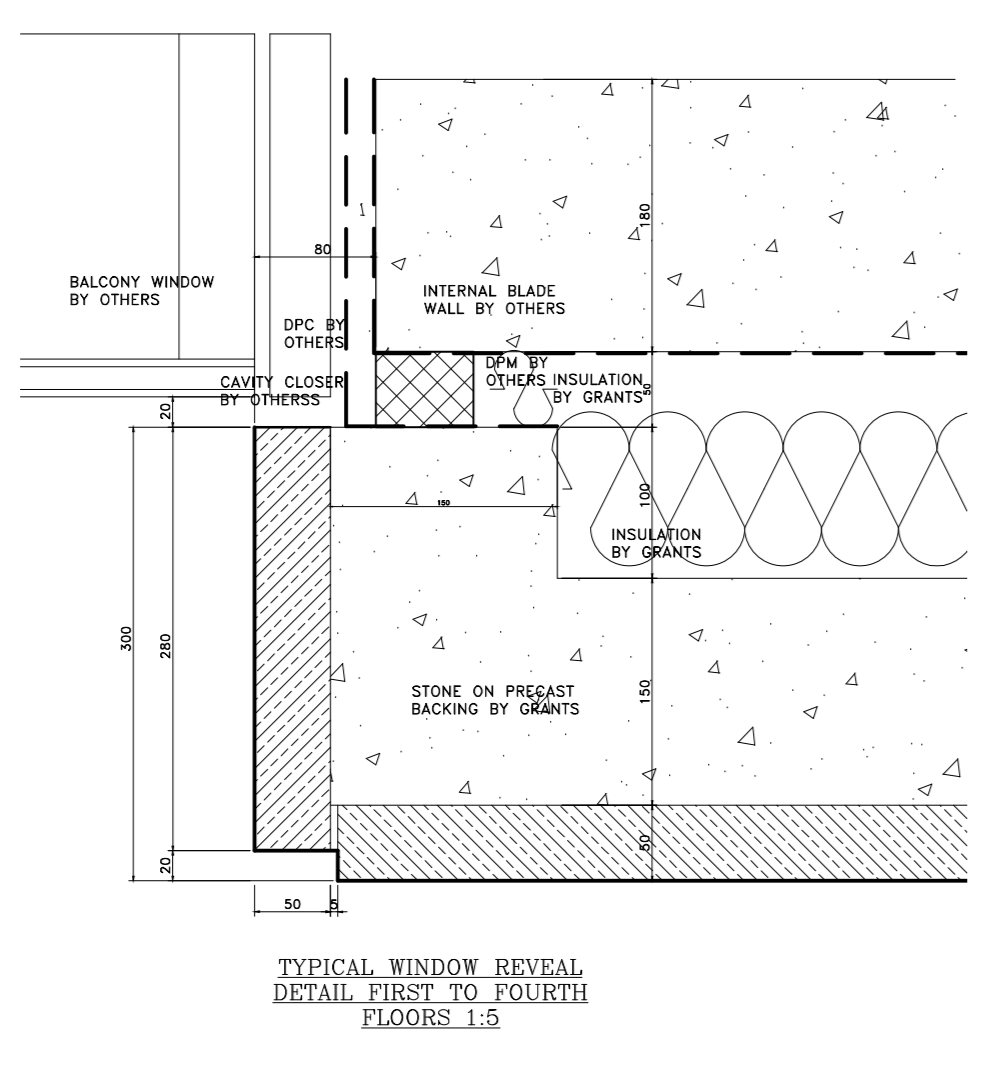 180
80
BALCONY WINDOW
BY OTHERS
INTERNAL BLADE
WALL BY OTHERS
DPC BY
OTHERS
DPM BY
OTHERS
INSULATION
BY GRANTS
50
CAVITY CLOSER
BY OTHERSS
20
100
150
INSULATION
BY GRANTS
300
280
STONE ON PRECAST
BACKING BY GRANTS
150
50
20
50
5
TYPICAL WINDOW REVEAL
DETAIL FIRST TO FOURTH
FLOORS 1:5